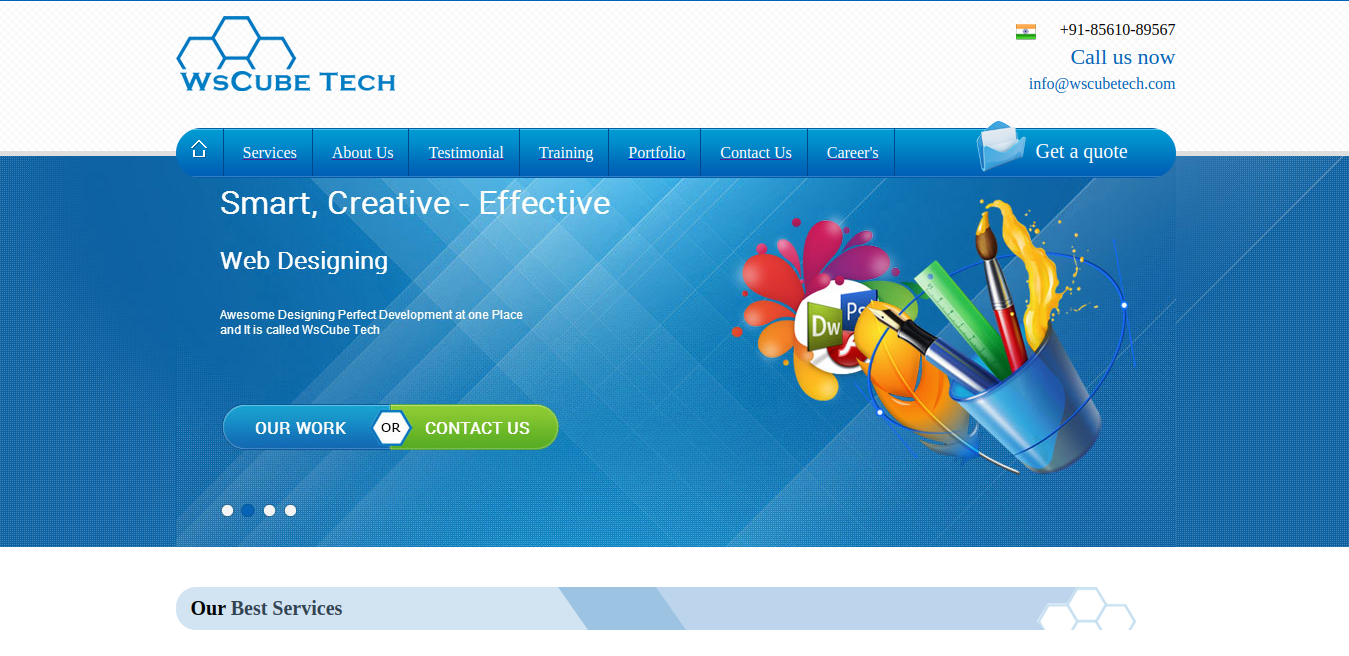 WsCube Tech
+91-85610-89567
Call us now
info@wscubetech.com
Services
About Us
Testimonial
Training
Portfolio
Contact Us
Career's
Get a quote
Smart, Creative - Effective
Web Designing
Awesome Designing Perfect Development at one Place
and It is called WsCube Tech
Dw
Ps
OUR WORK
OR
CONTACT US
Our Best Services